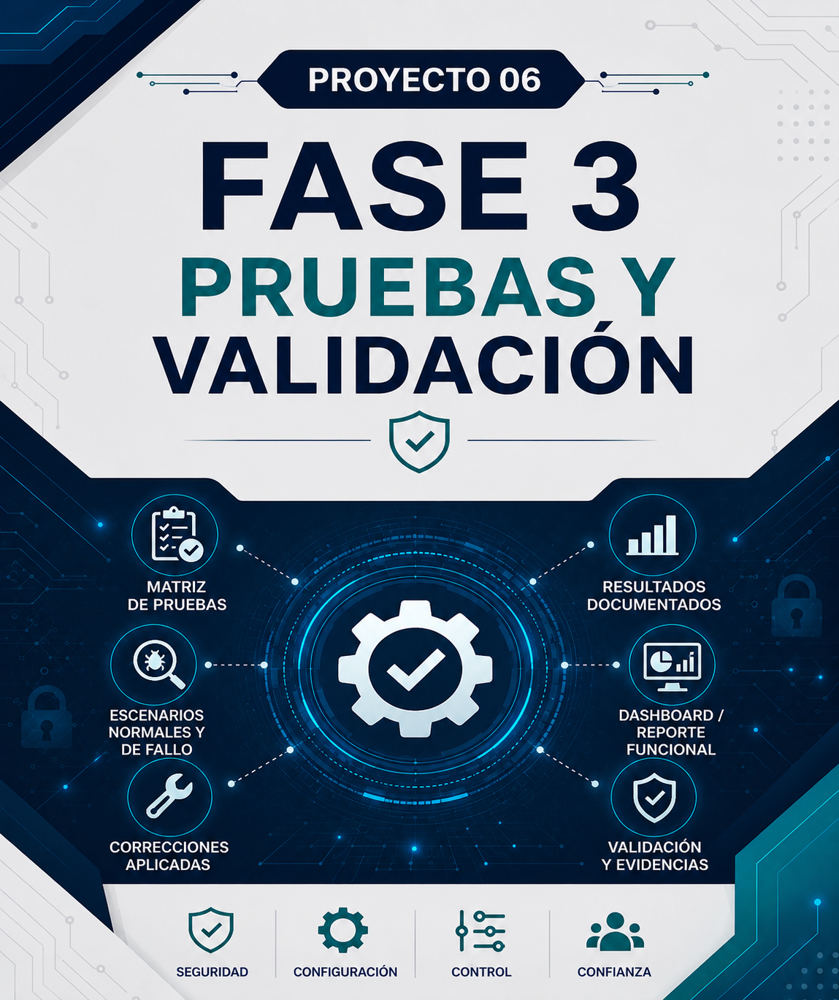 PROYECTO 06
FASE 3
PRUEBAS Y
VALIDACIÓN
MATRIZ
DE PRUEBAS
RESULTADOS
DOCUMENTADOS
ESCENARIOS
NORMALES Y
DE FALLO
DASHBOARD /
REPORTE
FUNCIONAL
CORRECCIONES
APLICADAS
VALIDACIÓN
Y EVIDENCIAS
SEGURIDAD
CONFIGURACIÓN
CONTROL
CONFIANZA